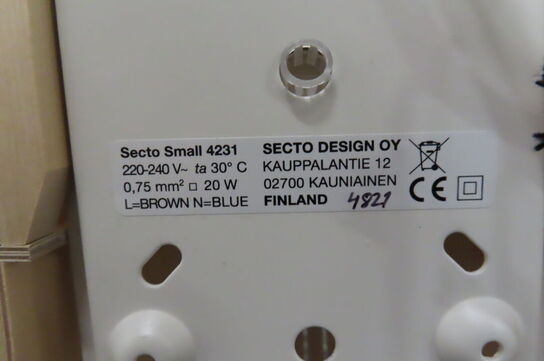 Secto Small 4231
220-240 V~ ta 30° C
0,75 mm² □ 20 W
L=BROWN N=BLUE
SECTO DESIGN OY
KAUPPALANTIE 12
02700 KAUNIAINEN
FINLAND 4821
CE